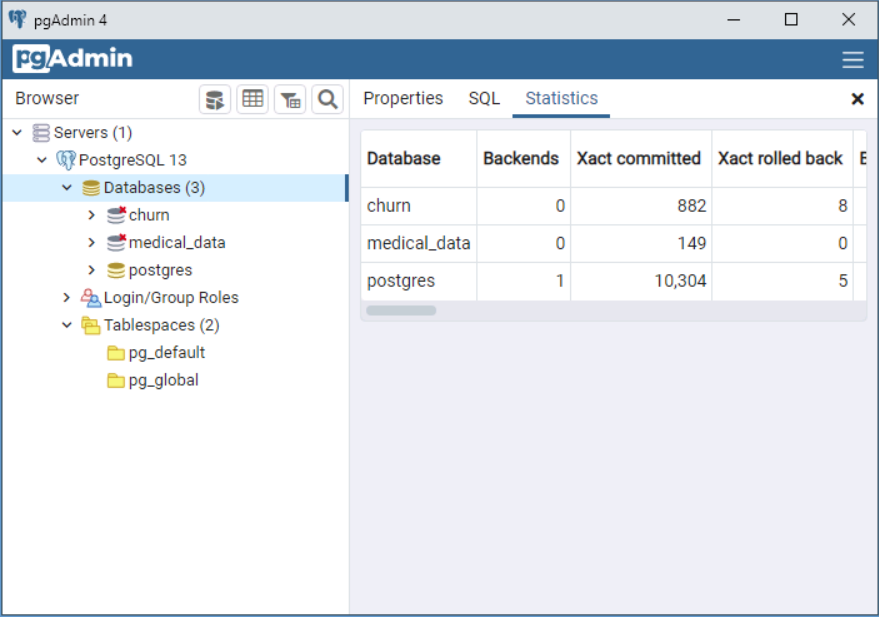 pgAdmin 4
pgAdmin
Browser
Properties SQL Statistics
Servers (1)
PostgreSQL 13
Databases (3)
churn
medical_data
postgres
Login/Group Roles
Tablespaces (2)
pg_default
pg_global
Database Backends Xact committed Xact rolled back
churn 0 882 8
medical_data 0 149 0
postgres 1 10,304 5